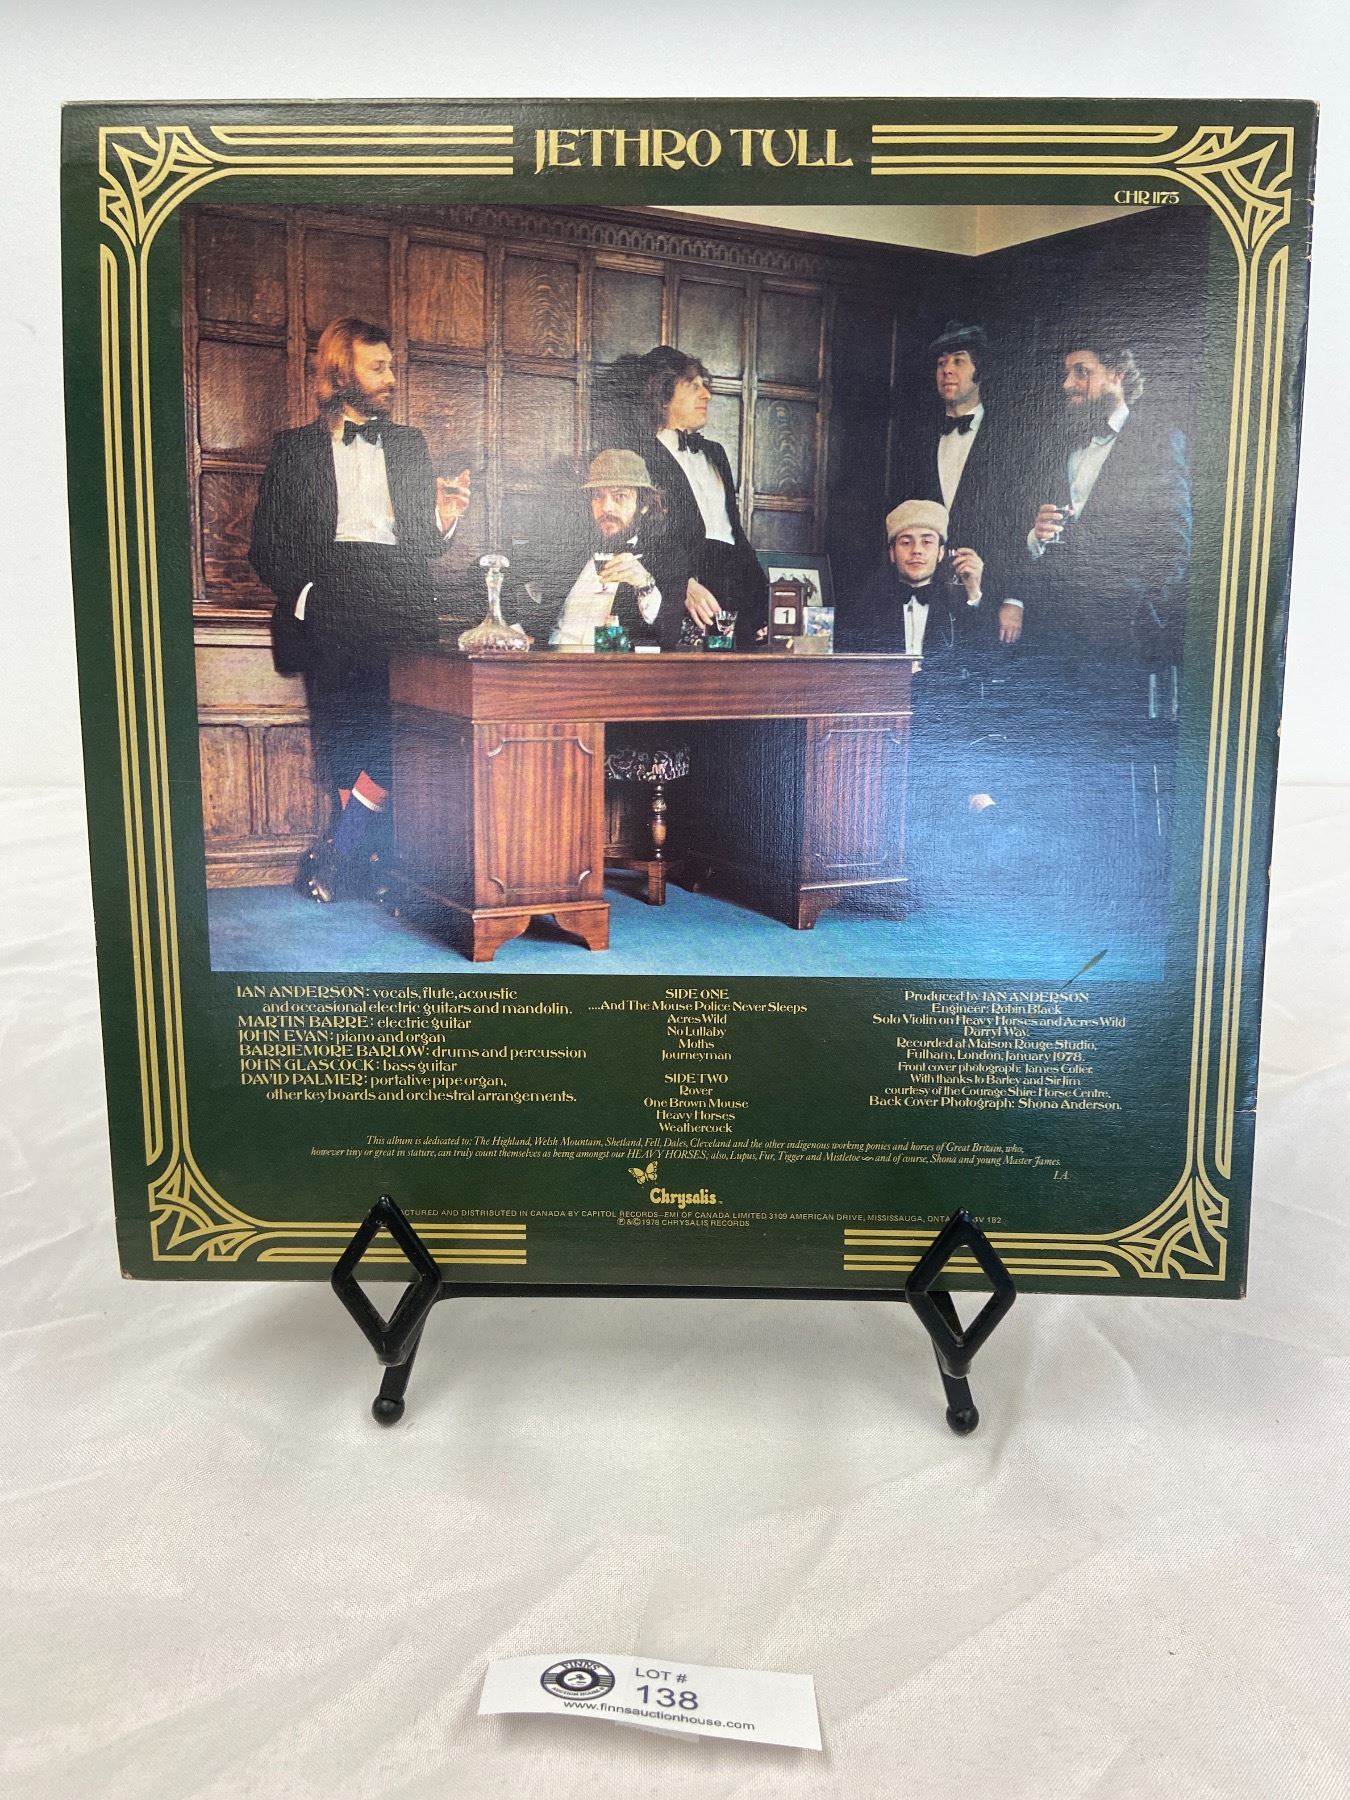 JETHRO TULL
CHR 1175
1
IAN ANDERSON: vocals, flute, acoustic
and occasional electric guitars and mandolin.
MARTIN BARRE: electric guitar
JOHN EVAN: piano and organ
BARRIEMORE BARLOW: drums and percussion
JOHN GLASCOCK: bass guitar
DAVID PALMER: portative pipe organ,
other keyboards and orchestral arrangements.
SIDE ONE
....And The Mouse Police Never Sleeps
Acres Wild
No Lullaby
Moths
Journeyman
SIDE TWO
Rover
One Brown Mouse
Heavy Horses
Weathercock
Produced by IAN ANDERSON
Engineer: Robin Black
Solo Violin on Heavy Horses and Acres Wild
Darryl Way.
Recorded at Maison Rouge Studio,
Fulham, London, January 1978.
Front cover photograph: James Cotier.
With thanks to Barley and Sir Jim
courtesy of the Courage Shire Horse Centre.
Back Cover Photograph: Shona Anderson.
This album is dedicated to: The Highland, Welsh Mountain, Shetland, Fell, Dales, Cleveland and the other indigenous working ponies and horses of Great Britain, who,
however tiny or great in stature, can truly count themselves as being amongst our HEAVY HORSES; also, Lupus, Fur, Tigger and Mistletoe ~ and of course, Shona and young Master James.
I.A.
Chrysalis TM
CTURED AND DISTRIBUTED IN CANADA BY CAPITOL RECORDS—EMI OF CANADA LIMITED 3109 AMERICAN DRIVE, MISSISSAUGA, ONTA 4V 1B2
℗&©1978 CHRYSALIS RECORDS
FINNS
AUCTION HOUSE
LOT #
138
www.finnsauctionhouse.com